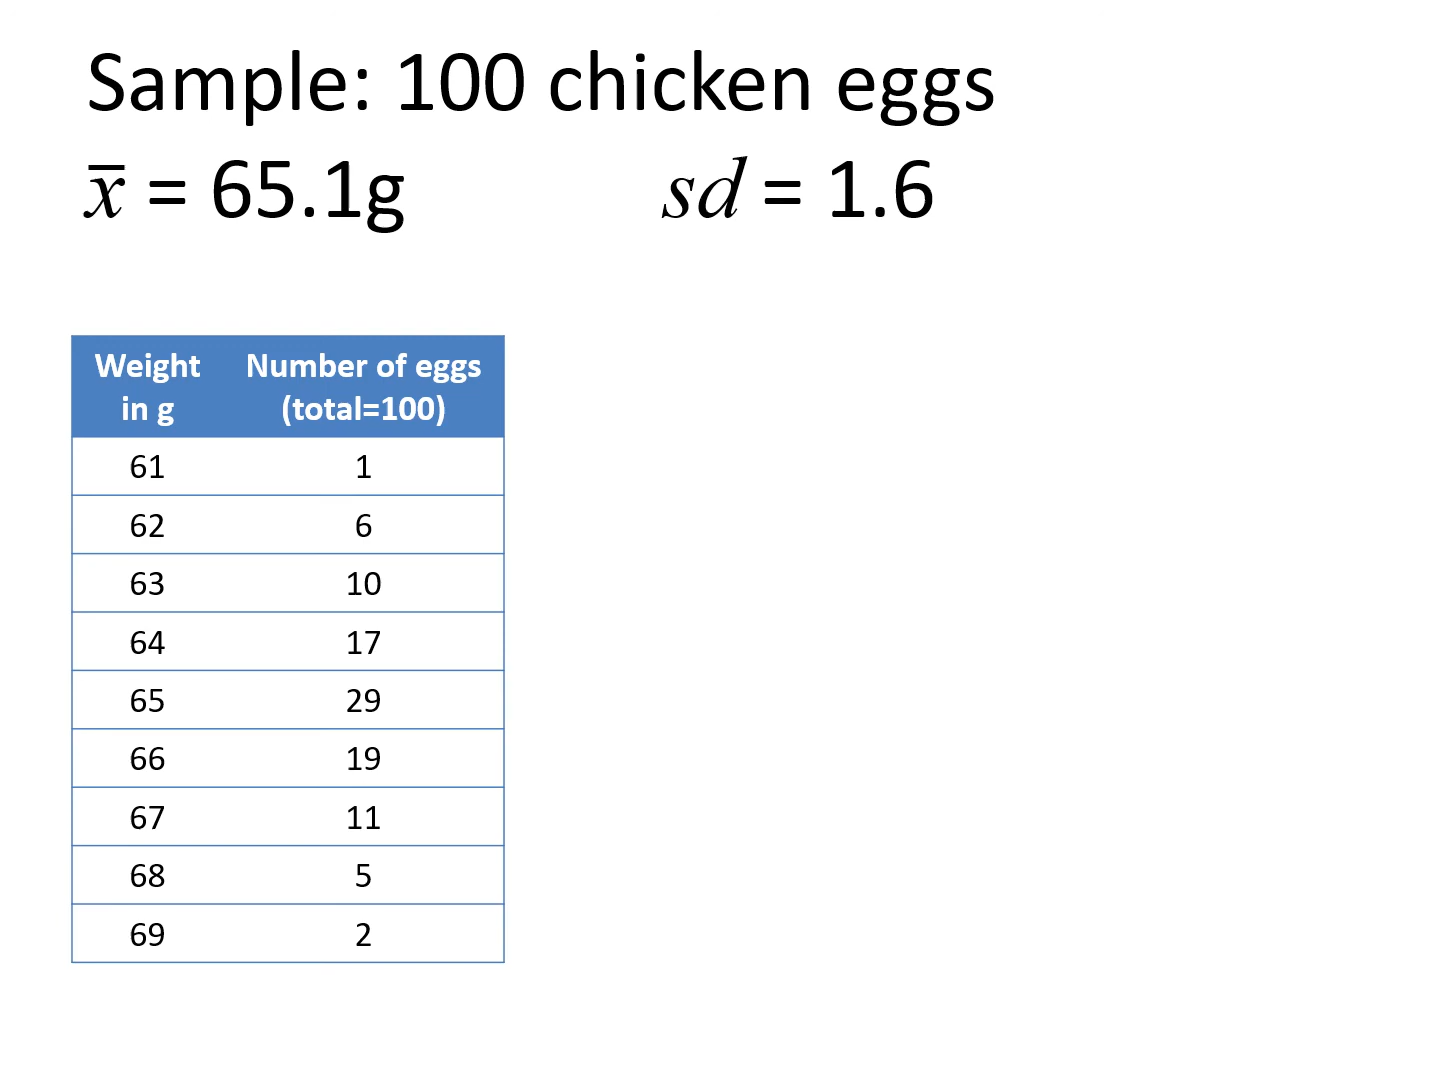 Sample: 100 chicken eggs
x̅ = 65.1g sd = 1.6
Weight Number of eggs
in g (total=100)
61 1
62 6
63 10
64 17
65 29
66 19
67 11
68 5
69 2